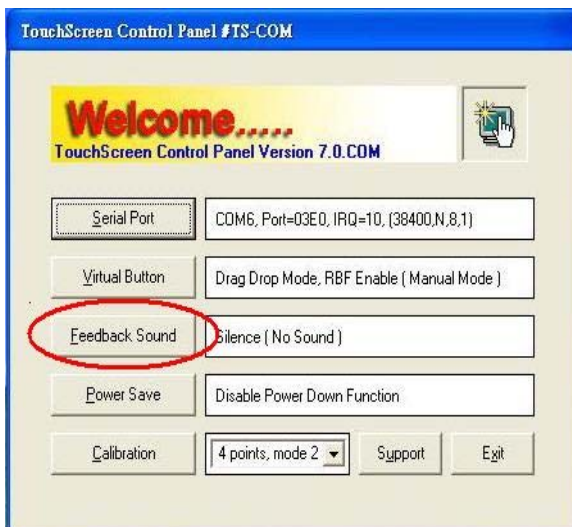 TouchScreen Control Panel #TS-COM
Welcome.....
TouchScreen Control Panel Version 7.0.COM
Serial Port
COM6, Port=03E0, IRQ=10, (38400,N,8,1)
Virtual Button
Drag Drop Mode, RBF Enable ( Manual Mode )
Feedback Sound
Silence ( No Sound )
Power Save
Disable Power Down Function
Calibration
4 points, mode 2
Support
Exit